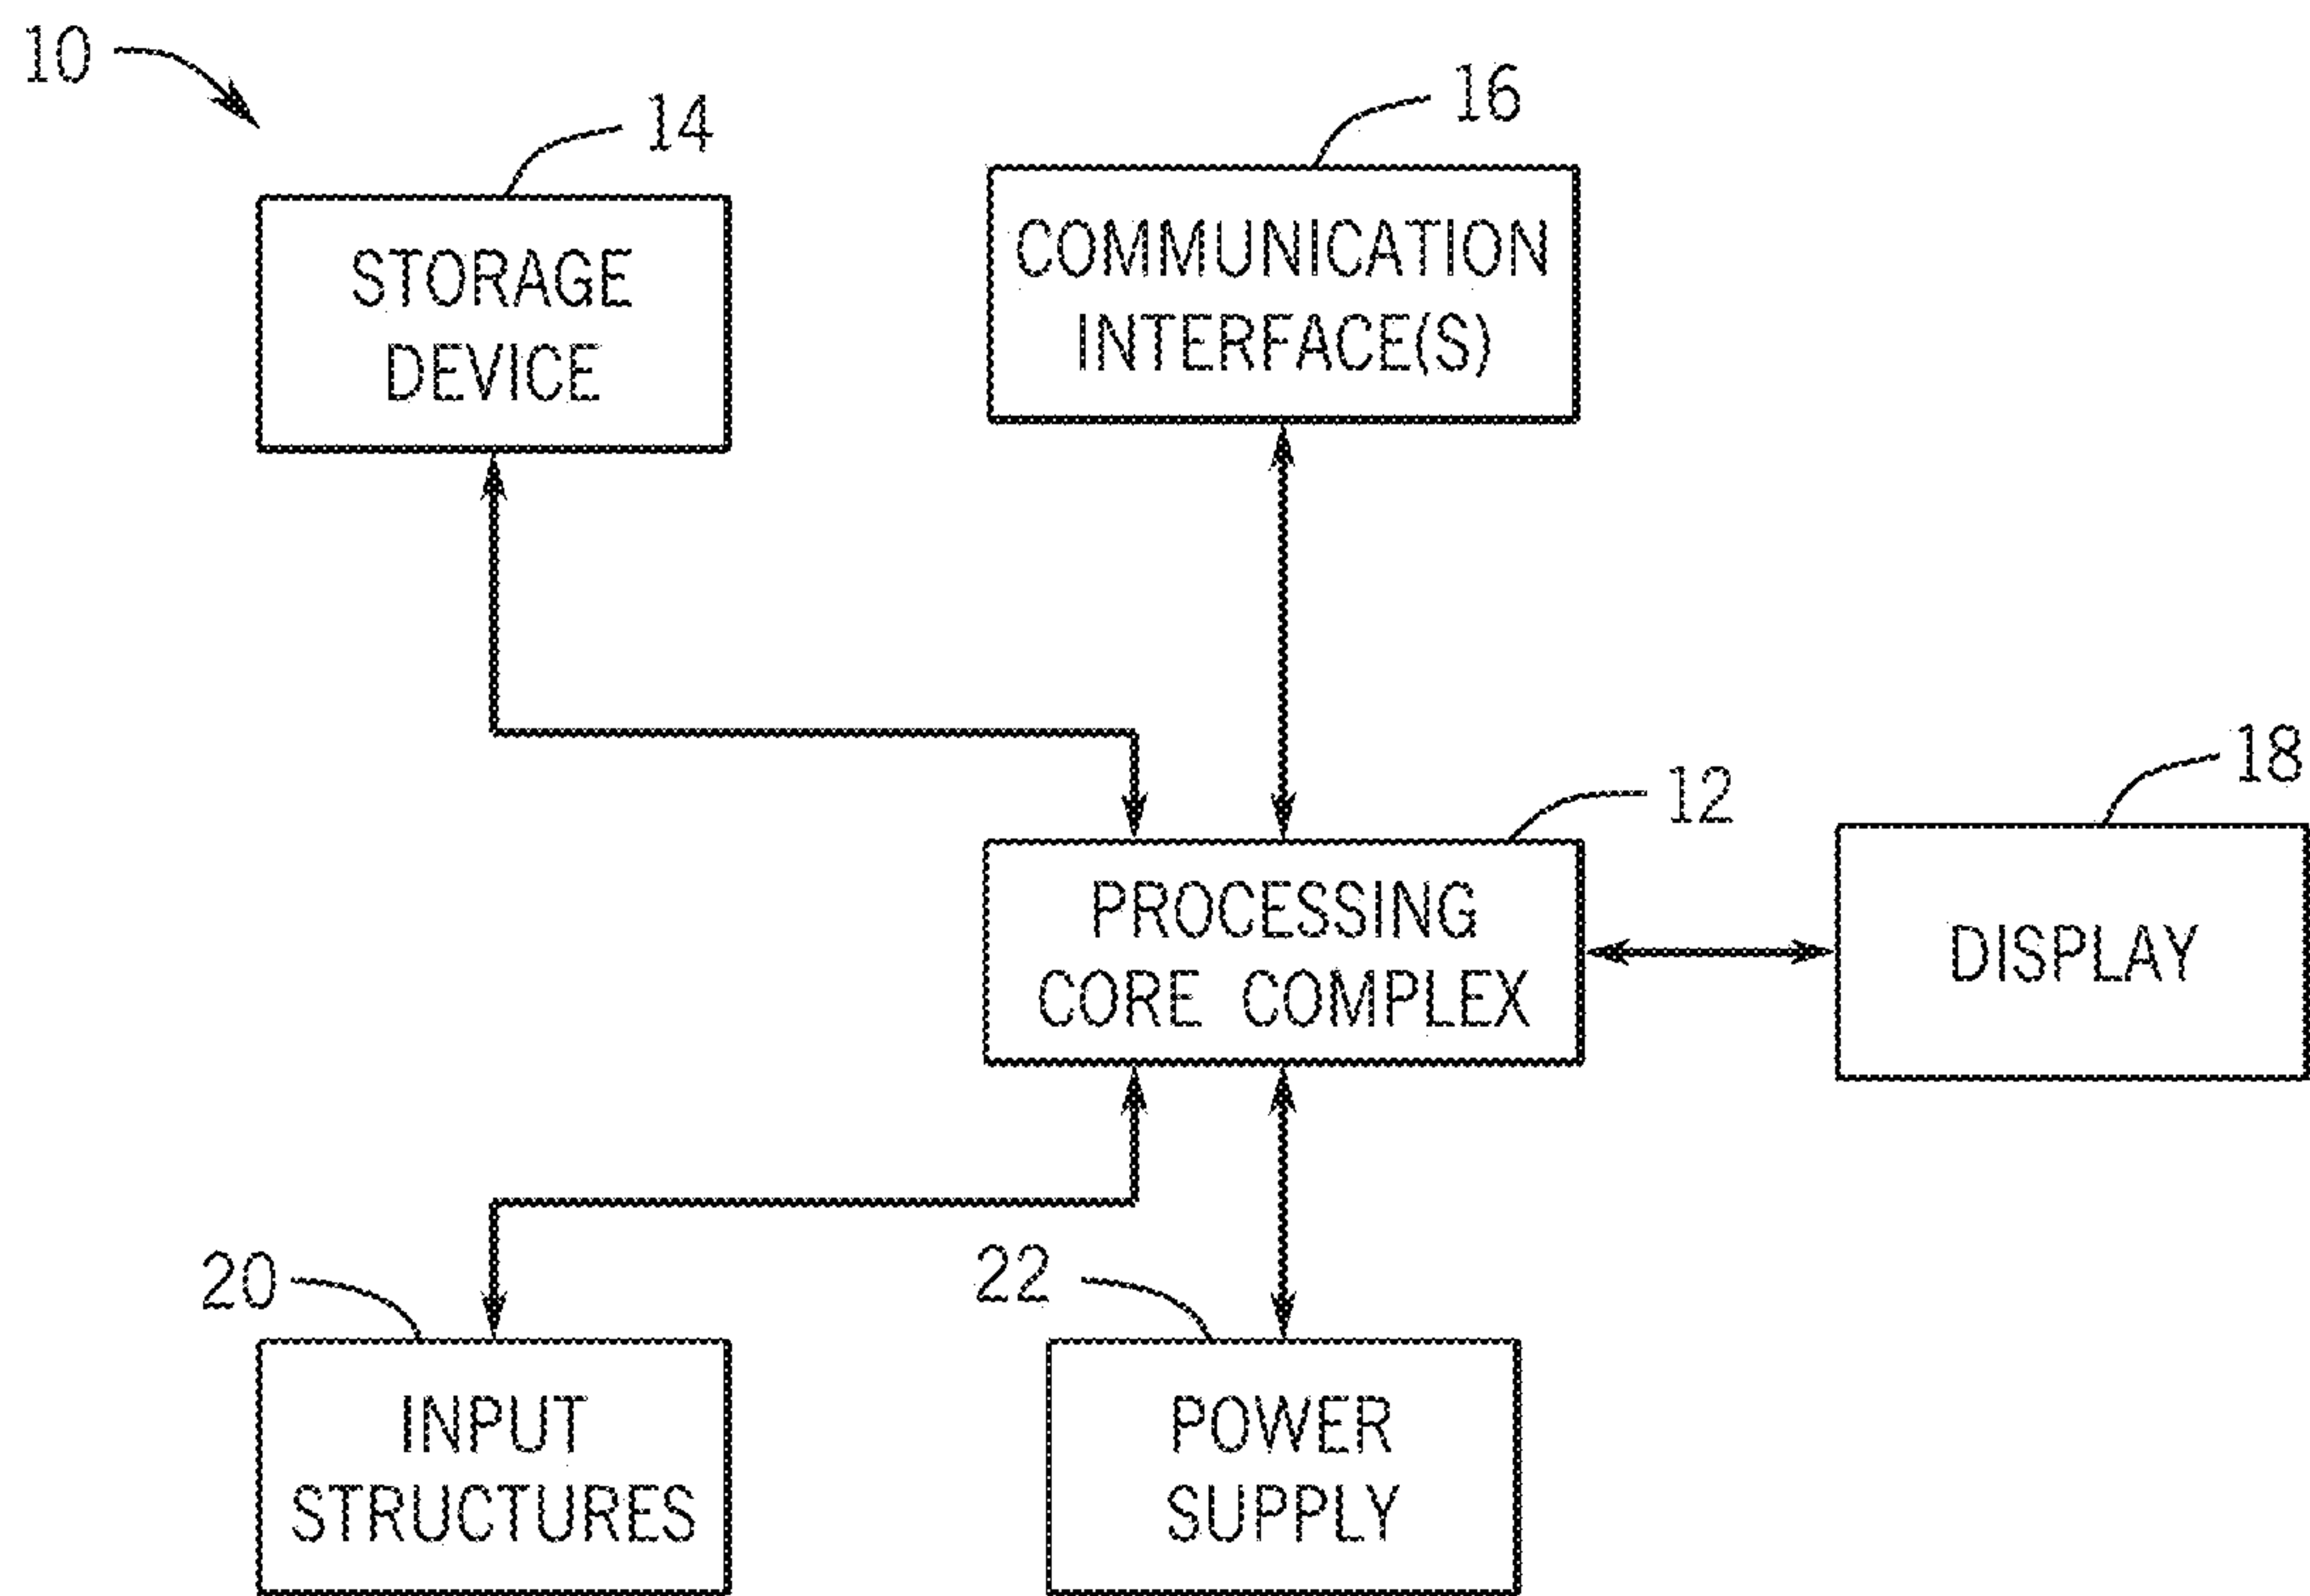 10
14
16
STORAGE
DEVICE
COMMUNICATION
INTERFACE(S)
12
18
PROCESSING
CORE COMPLEX
DISPLAY
20
22
INPUT
STRUCTURES
POWER
SUPPLY